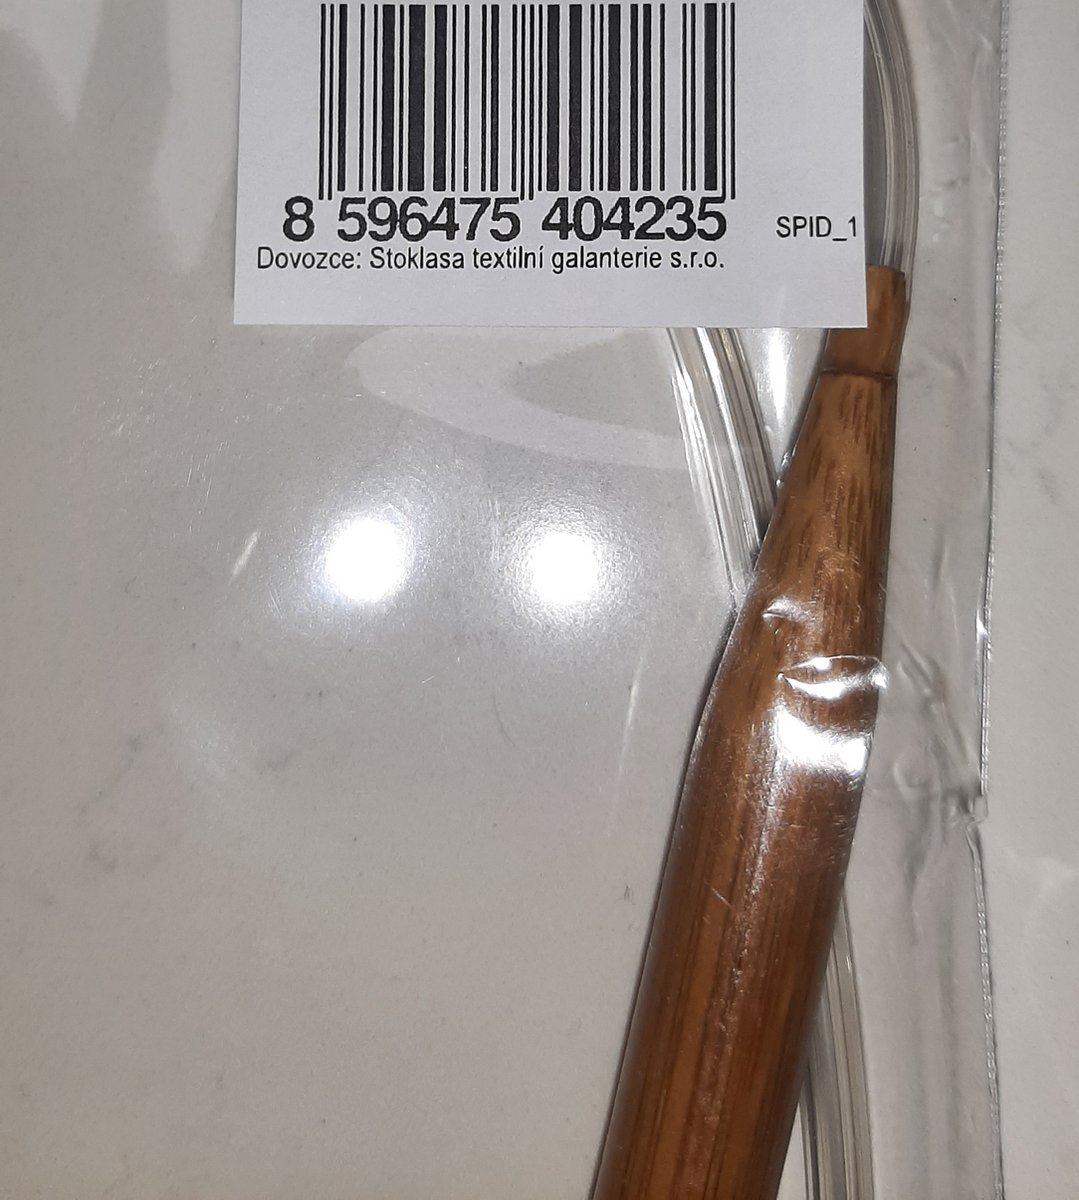 8 596475 404235
SPID_1
Dovozce: Stoklasa textilní galanterie s.r.o.